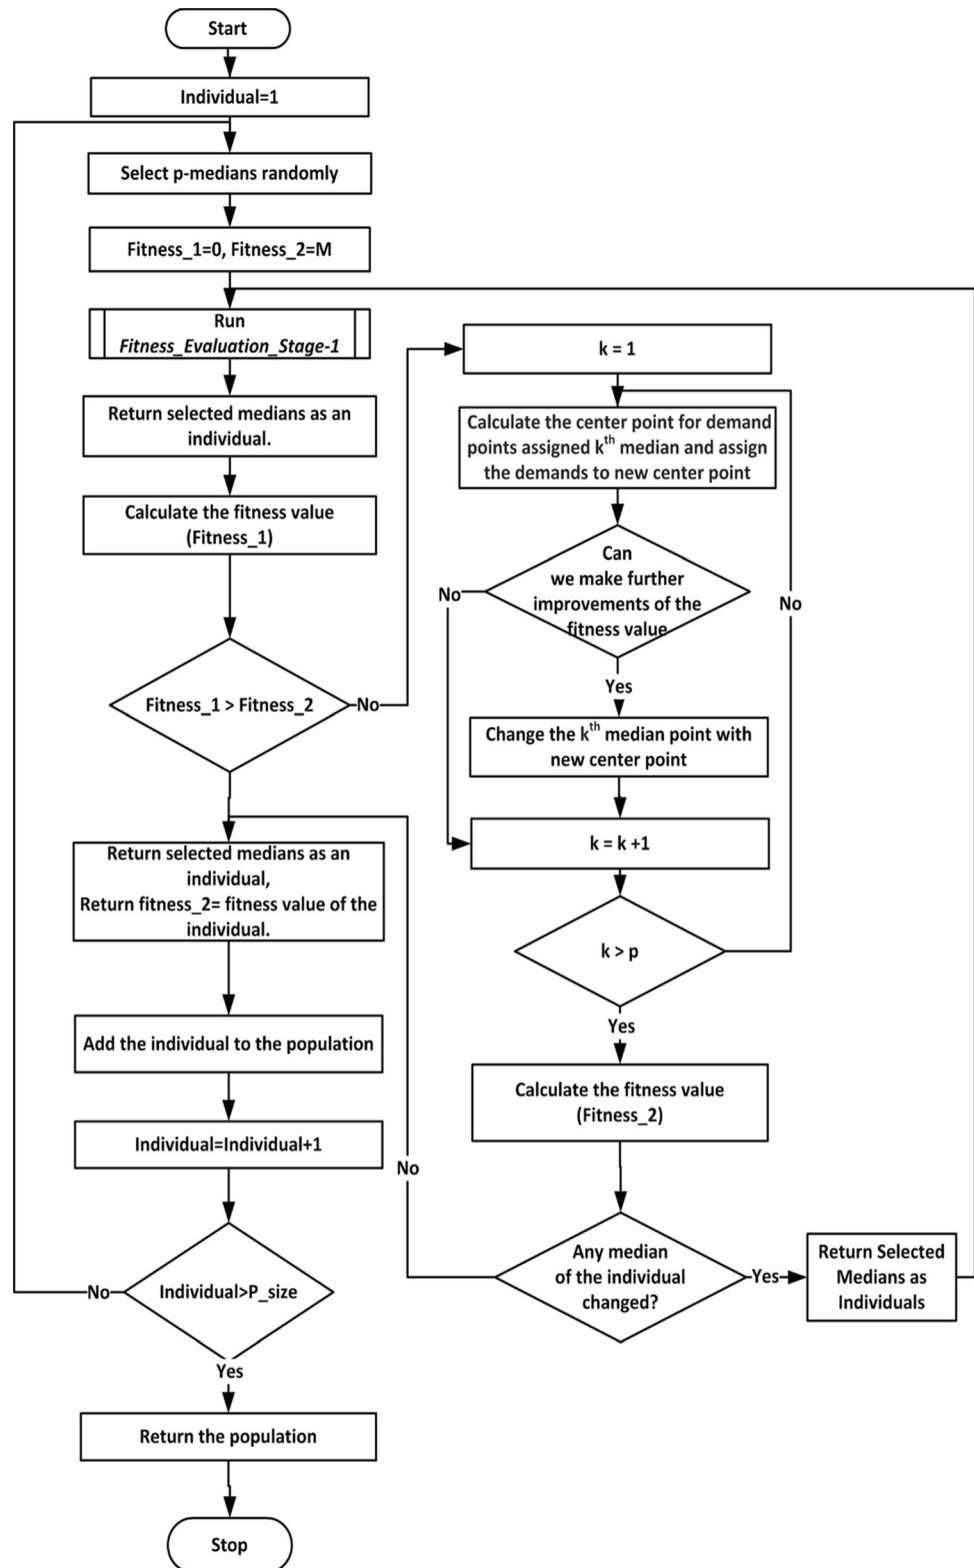 Start
Individual=1
Select p-medians randomly
Fitness_1=0, Fitness_2=M
Run
Fitness_Evaluation_Stage-1
Return selected medians as an
individual.
Calculate the fitness value
(Fitness_1)
Fitness_1 > Fitness_2
No
Return selected medians as an
individual,
Return fitness_2= fitness value of the
individual.
Add the individual to the population
Individual=Individual+1
Individual>P_size
No
Yes
Return the population
Stop
k = 1
Calculate the center point for demand
points assigned kth median and assign
the demands to new center point
Can
we make further
improvements of the
fitness value
No
Yes
Change the kth median point with
new center point
k = k +1
k > p
No
Yes
Calculate the fitness value
(Fitness_2)
Any median
of the individual
changed?
No
Yes
Return Selected
Medians as
Individuals